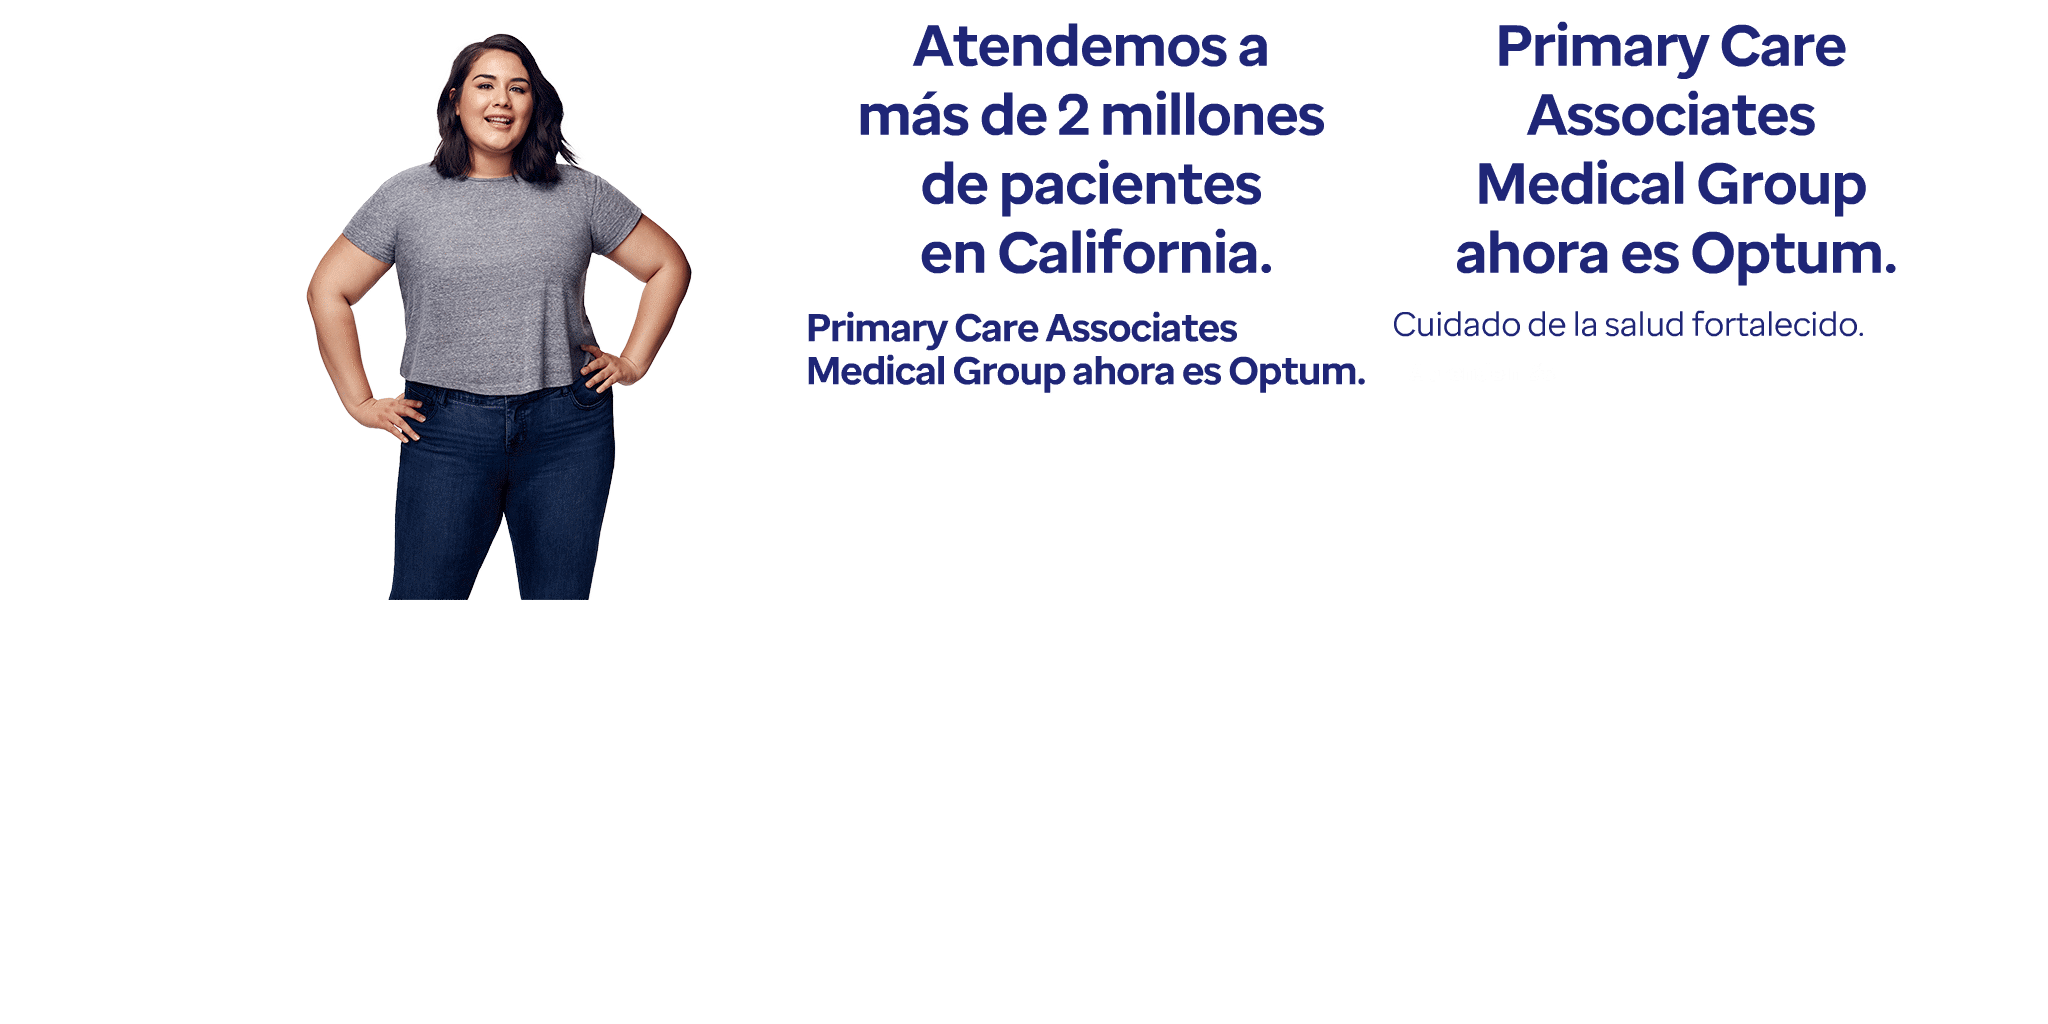 Atendemos a
más de 2 millones
de pacientes
en California.
Primary Care Associates
Medical Group ahora es Optum.
Primary Care
Associates
Medical Group
ahora es Optum.
Cuidado de la salud fortalecido.